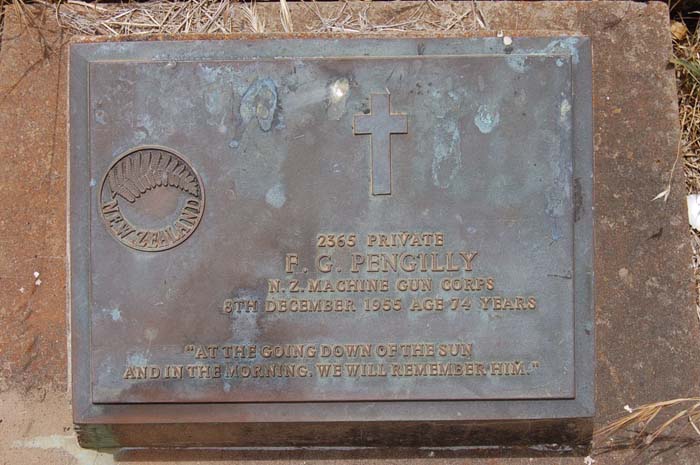 NEW ZEALAND
2365 PRIVATE
F. G. PENGILLY
N. Z. MACHINE GUN CORPS
8TH DECEMBER 1955 AGE 74 YEARS
"AT THE GOING DOWN OF THE SUN
AND IN THE MORNING, WE WILL REMEMBER HIM."